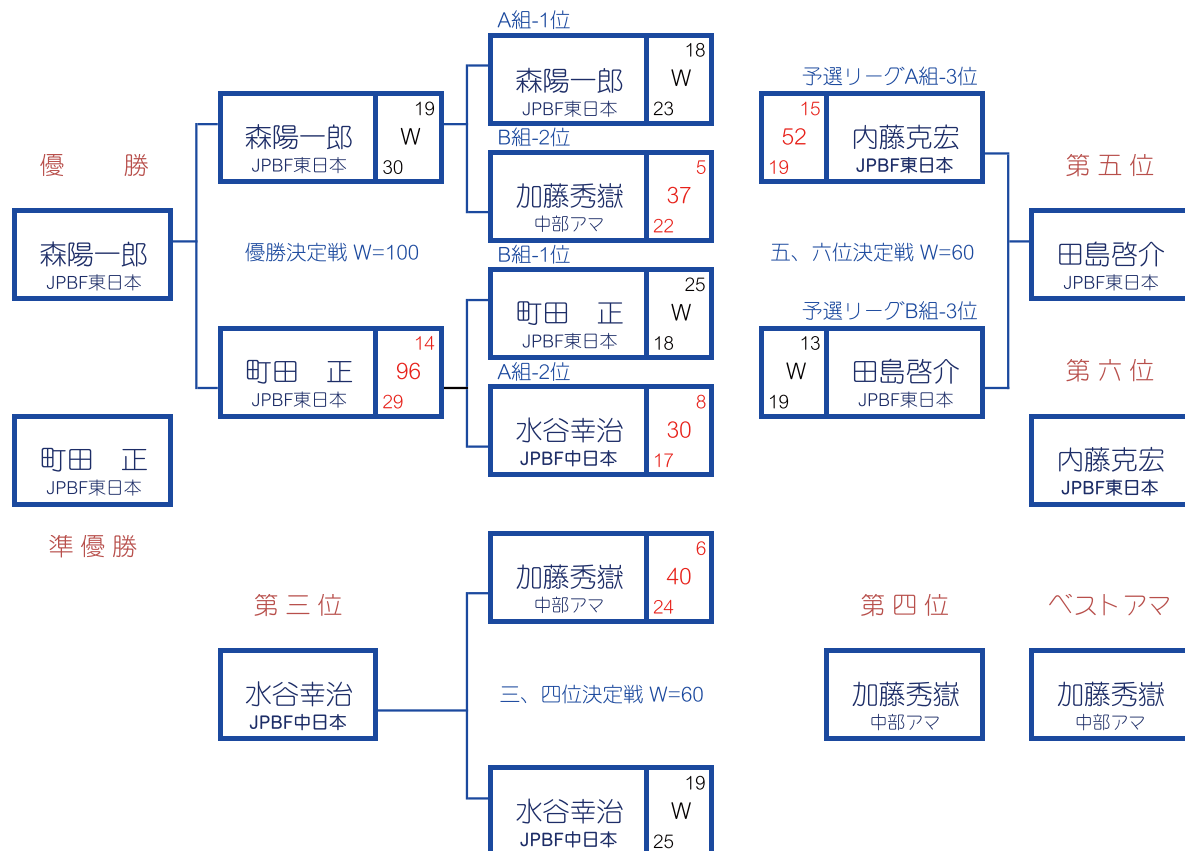 優　勝
森陽一郎
JPBF東日本
町田　正
JPBF東日本
準優勝
森陽一郎
JPBF東日本
19
W
30
優勝決定戦 W=100
町田　正
JPBF東日本
14
96
29
A組-1位
森陽一郎
JPBF東日本
18
W
23
B組-2位
加藤秀嶽
中部アマ
5
37
22
B組-1位
町田　正
JPBF東日本
25
W
18
A組-2位
水谷幸治
JPBF中日本
8
30
17
予選リーグA組-3位
15
52
19
内藤克宏
JPBF東日本
五、六位決定戦 W=60
予選リーグB組-3位
13
W
19
田島啓介
JPBF東日本
第五位
田島啓介
JPBF東日本
第六位
内藤克宏
JPBF東日本
第三位
水谷幸治
JPBF中日本
加藤秀嶽
中部アマ
6
40
24
三、四位決定戦 W=60
水谷幸治
JPBF中日本
19
W
25
第四位
加藤秀嶽
中部アマ
ベストアマ
加藤秀嶽
中部アマ